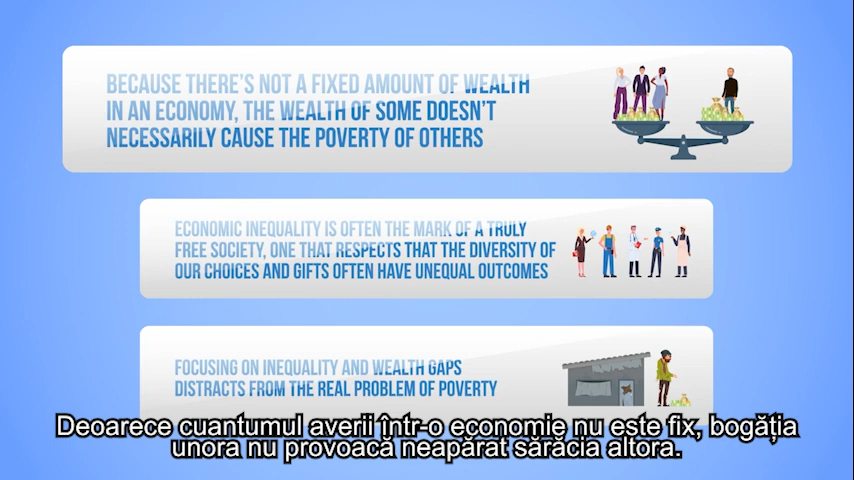 BECAUSE THERE'S NOT A FIXED AMOUNT OF WEALTH
IN AN ECONOMY, THE WEALTH OF SOME DOESN'T
NECESSARILY CAUSE THE POVERTY OF OTHERS
ECONOMIC INEQUALITY IS OFTEN THE MARK OF A TRULY
FREE SOCIETY, ONE THAT RESPECTS THAT THE DIVERSITY OF
OUR CHOICES AND GIFTS OFTEN HAVE UNEQUAL OUTCOMES
FOCUSING ON INEQUALITY AND WEALTH GAPS
DISTRACTS FROM THE REAL PROBLEM OF POVERTY
Deoarece cuantumul averii într-o economie nu este fix, bogăția
unora nu provoacă neapărat sărăcia altora.